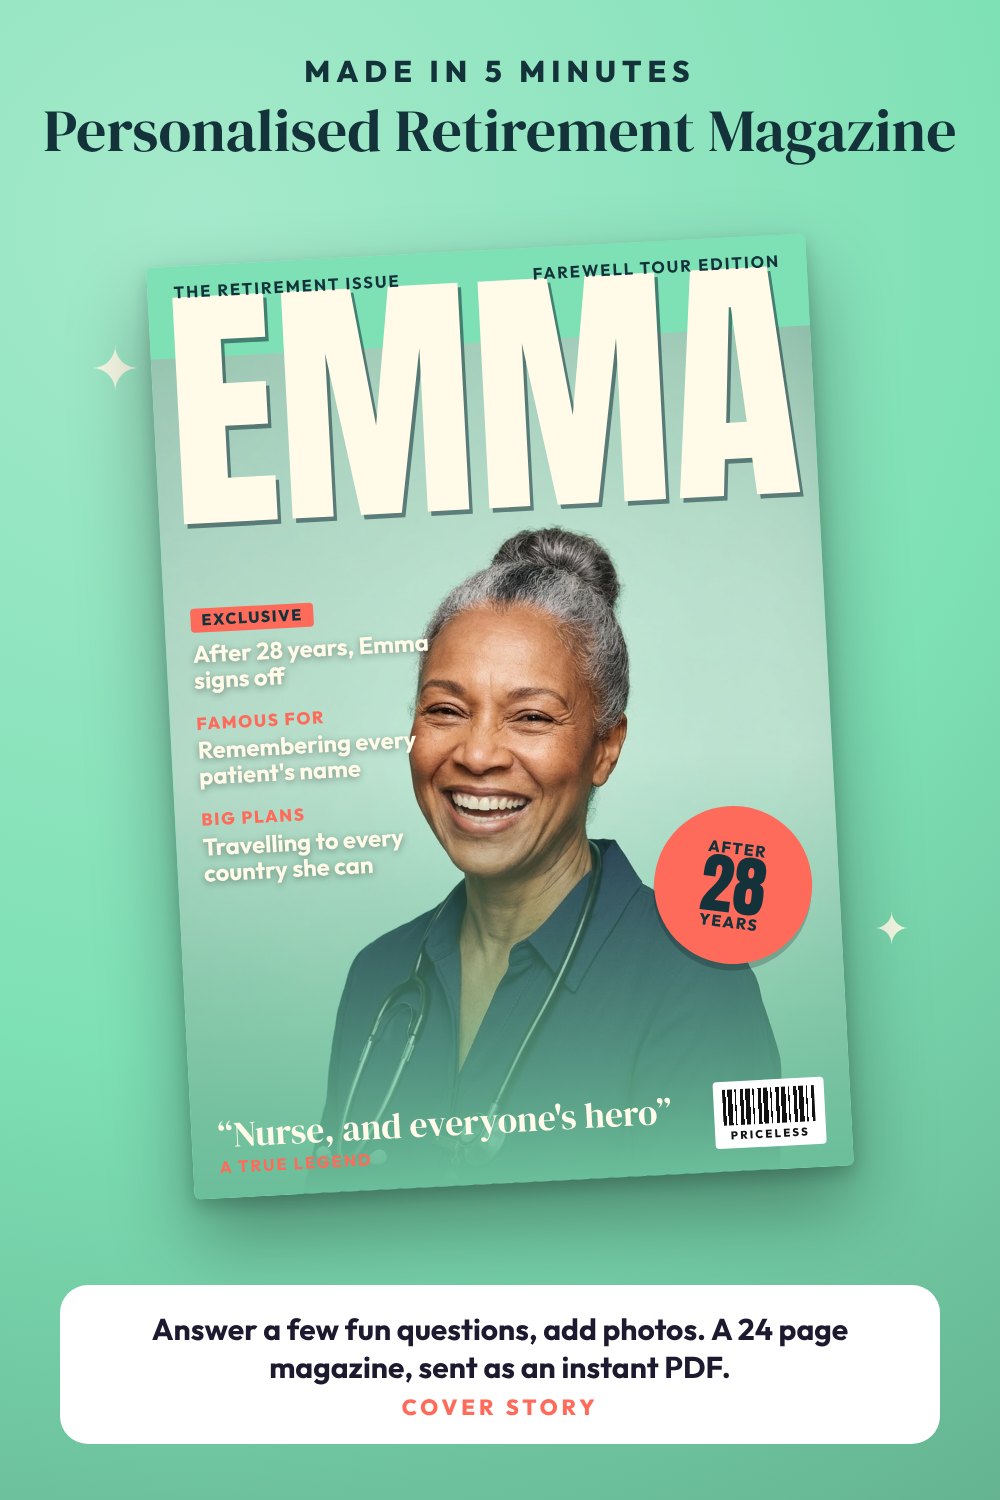 MADE IN 5 MINUTES
Personalised Retirement Magazine
THE RETIREMENT ISSUE
FAREWELL TOUR EDITION
EMMA
EXCLUSIVE
After 28 years, Emma
signs off
FAMOUS FOR
Remembering every
patient's name
BIG PLANS
Travelling to every
country she can
AFTER
28
YEARS
“Nurse, and everyone's hero”
A TRUE LEGEND
PRICELESS
Answer a few fun questions, add photos. A 24 page
magazine, sent as an instant PDF.
COVER STORY